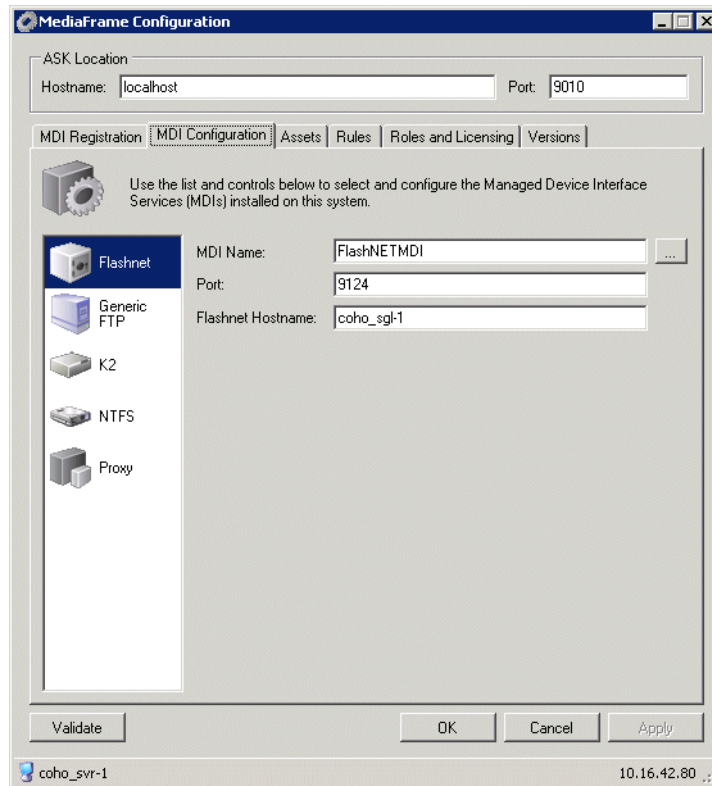 MediaFrame Configuration
ASK Location
Hostname: localhost Port: 9010
MDI Registration MDI Configuration Assets Rules Roles and Licensing Versions
Use the list and controls below to select and configure the Managed Device Interface
Services (MDIs) installed on this system.
Flashnet
MDI Name: FlashNETMDI ...
Port: 9124
Flashnet Hostname: coho_sgl-1
Generic
FTP
K2
NTFS
Proxy
Validate OK Cancel Apply
coho_svr-1 10.16.42.80